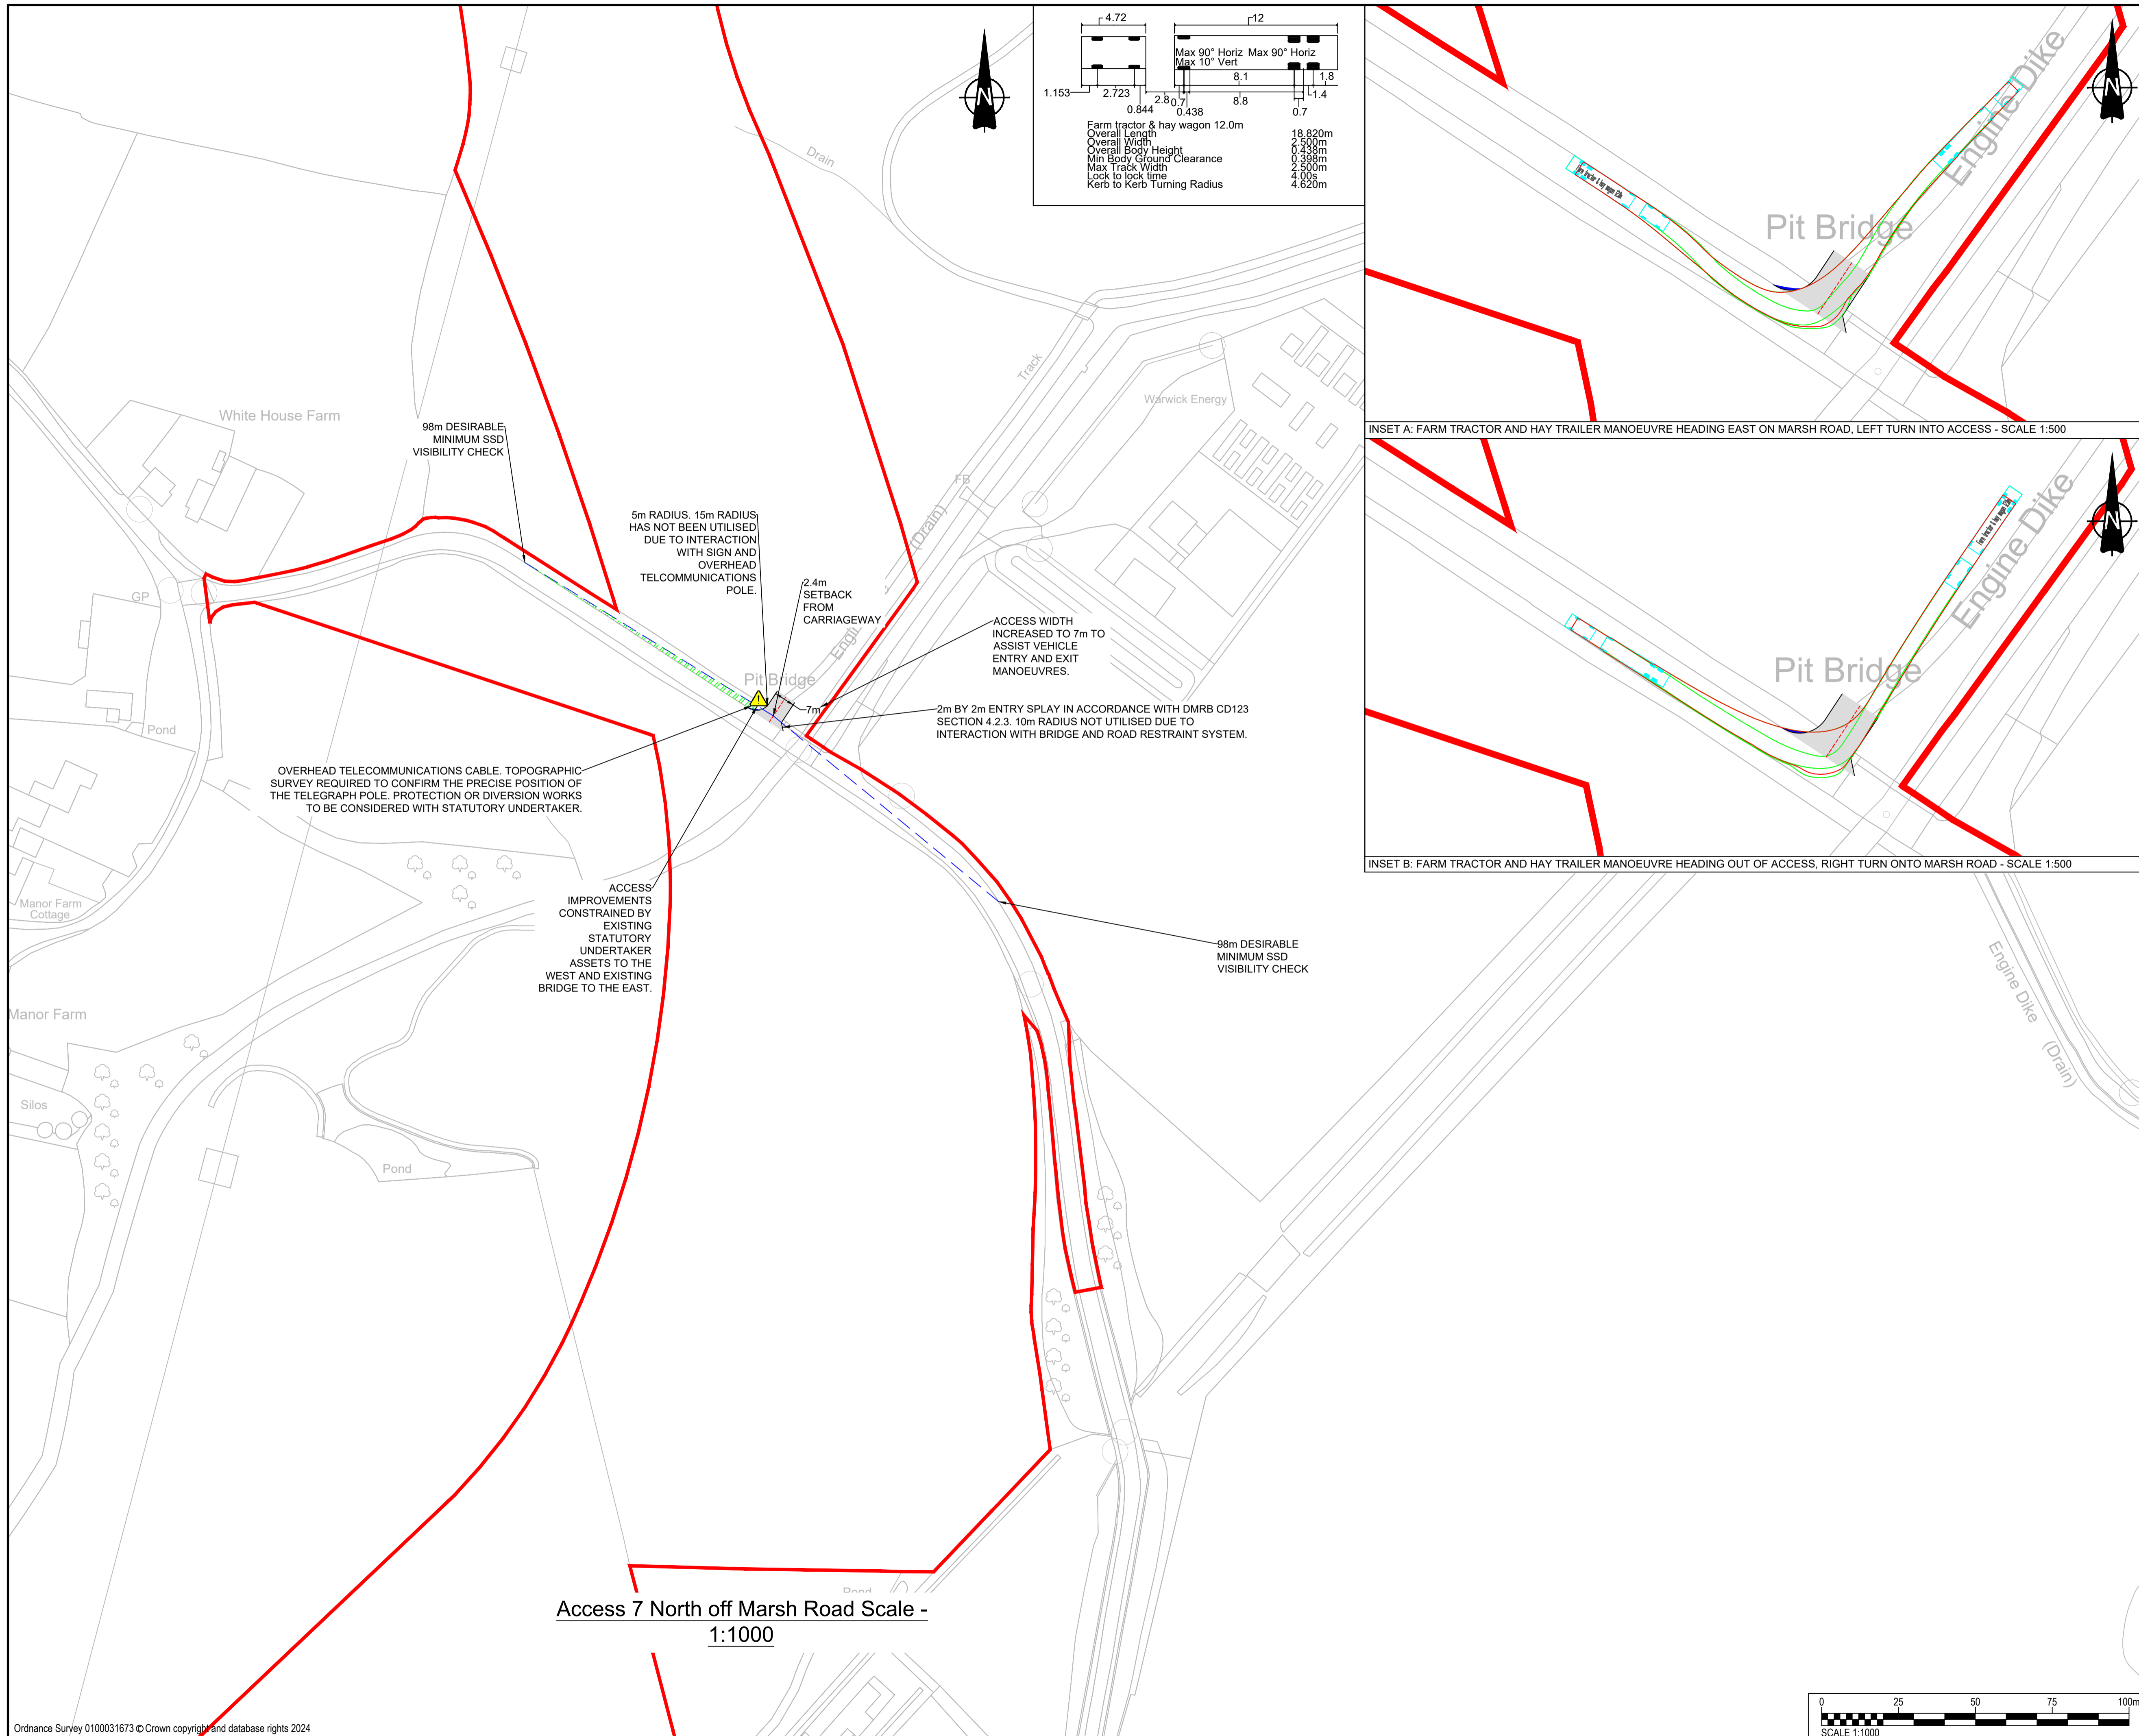 4.72
12
Max 90° Horiz Max 90° Horiz
Max 10° Vert
8.1
1.8
1.153
2.723
0.844
2.8
0.7
0.438
8.8
1.4
0.7
Farm tractor & hay wagon 12.0m
Overall Length 18.820m
Overall Width 2.500m
Overall Body Height 0.438m
Min Body Ground Clearance 0.398m
Max Track Width 2.500m
Lock to lock time 4.00s
Kerb to Kerb Turning Radius 4.620m
N
N
Engine Dike
Pit Bridge
Farm tractor & hay wagon 12.0m
INSET A: FARM TRACTOR AND HAY TRAILER MANOEUVRE HEADING EAST ON MARSH ROAD, LEFT TURN INTO ACCESS - SCALE 1:500
N
Engine Dike
Pit Bridge
Farm tractor & hay wagon 12.0m
INSET B: FARM TRACTOR AND HAY TRAILER MANOEUVRE HEADING OUT OF ACCESS, RIGHT TURN ONTO MARSH ROAD - SCALE 1:500
Drain
Track
Warwick Energy
White House Farm
98m DESIRABLE
MINIMUM SSD
VISIBILITY CHECK
FB
(Drain)
5m RADIUS. 15m RADIUS
HAS NOT BEEN UTILISED
DUE TO INTERACTION
WITH SIGN AND
OVERHEAD
TELCOMMUNICATIONS
POLE.
2.4m
SETBACK
FROM
CARRIAGEWAY
Engi
GP
ACCESS WIDTH
INCREASED TO 7m TO
ASSIST VEHICLE
ENTRY AND EXIT
MANOEUVRES.
Pit Bridge
7m
2m BY 2m ENTRY SPLAY IN ACCORDANCE WITH DMRB CD123
SECTION 4.2.3. 10m RADIUS NOT UTILISED DUE TO
INTERACTION WITH BRIDGE AND ROAD RESTRAINT SYSTEM.
Pond
OVERHEAD TELECOMMUNICATIONS CABLE. TOPOGRAPHIC
SURVEY REQUIRED TO CONFIRM THE PRECISE POSITION OF
THE TELEGRAPH POLE. PROTECTION OR DIVERSION WORKS
TO BE CONSIDERED WITH STATUTORY UNDERTAKER.
ACCESS
IMPROVEMENTS
CONSTRAINED BY
EXISTING
STATUTORY
UNDERTAKER
ASSETS TO THE
WEST AND EXISTING
BRIDGE TO THE EAST.
Manor Farm
Cottage
98m DESIRABLE
MINIMUM SSD
VISIBILITY CHECK
Engine Dike
(Drain)
Manor Farm
Silos
Pond
Pond
Access 7 North off Marsh Road Scale -
1:1000
0 25 50 75 100m
SCALE 1:1000
Ordnance Survey 0100031673 © Crown copyright and database rights 2024